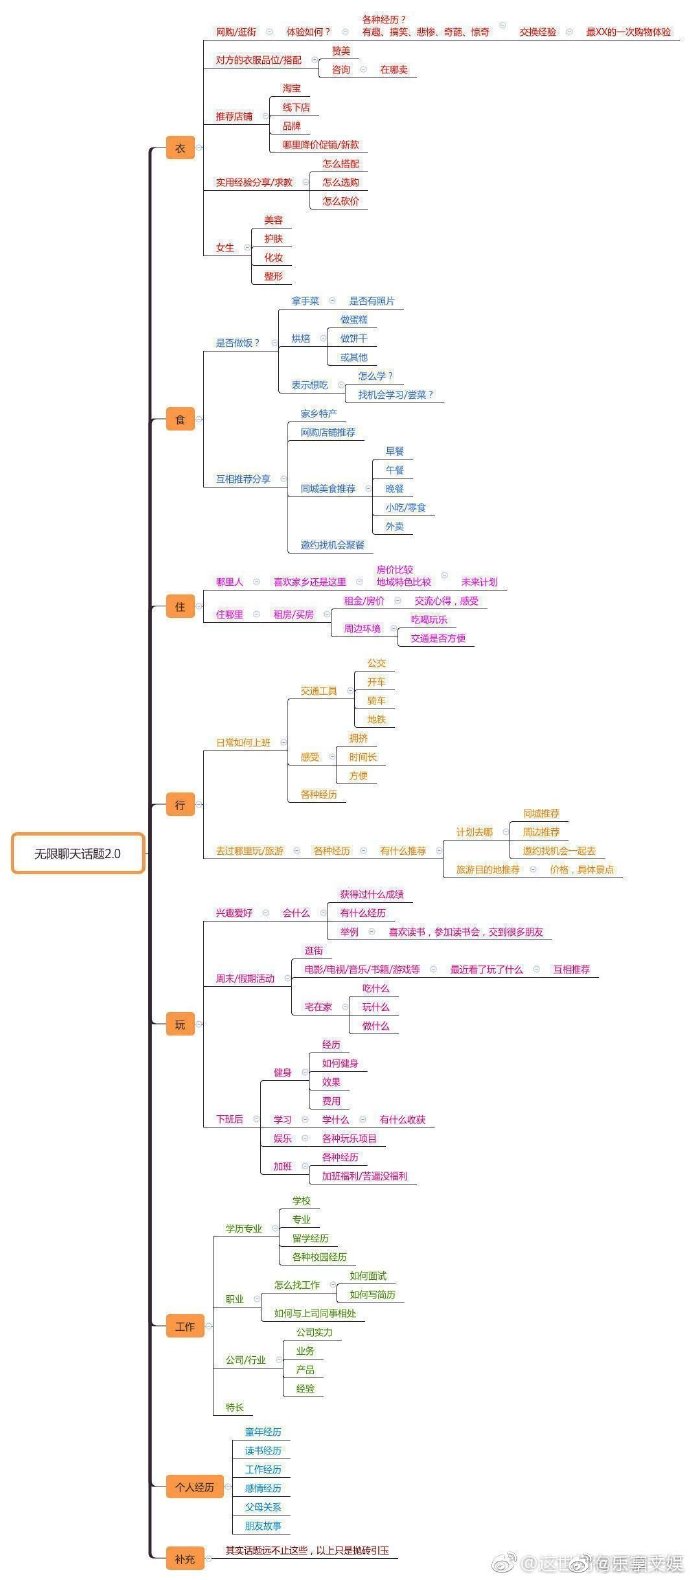 无限聊天话题2.0
衣
网购/逛街
体验如何？
各种经历？
有趣、搞笑、悲惨、奇葩、惊奇
交换经验
最XX的一次购物体验
对方的衣服品位/搭配
赞美
咨询
在哪卖
推荐店铺
淘宝
线下店
品牌
哪里降价促销/新款
实用经验分享/求教
怎么搭配
怎么选购
怎么砍价
女生
美容
护肤
化妆
整形
食
是否做饭？
拿手菜
是否有照片
烘焙
做蛋糕
做饼干
或其他
表示想吃
怎么学？
找机会学习/尝菜？
互相推荐分享
家乡特产
网购店铺推荐
同城美食推荐
早餐
午餐
晚餐
小吃/零食
外卖
邀约找机会聚餐
住
哪里人
喜欢家乡还是这里
房价比较
地域特色比较
未来计划
住哪里
租房/买房
租金/房价
交流心得，感受
周边环境
吃喝玩乐
交通是否方便
行
日常如何上班
交通工具
公交
开车
骑车
地铁
感受
拥挤
时间长
方便
各种经历
去过哪里玩/旅游
各种经历
有什么推荐
计划去哪
同城推荐
周边推荐
邀约找机会一起去
旅游目的地推荐
价格，具体景点
玩
兴趣爱好
会什么
获得过什么成绩
有什么经历
举例
喜欢读书，参加读书会，交到很多朋友
周末/假期活动
逛街
电影/电视/音乐/书籍/游戏等
最近看了玩了什么
互相推荐
宅在家
吃什么
玩什么
做什么
下班后
健身
经历
如何健身
效果
费用
学习
学什么
有什么收获
娱乐
各种玩乐项目
加班
各种经历
加班福利/苦逼没福利
工作
学历专业
学校
专业
留学经历
各种校园经历
职业
怎么找工作
如何面试
如何写简历
如何与上司同事相处
公司/行业
公司实力
业务
产品
经验
特长
个人经历
童年经历
读书经历
工作经历
感情经历
父母关系
朋友故事
补充
其实话题远不止这些，以上只是抛砖引玉
@乐享文娱